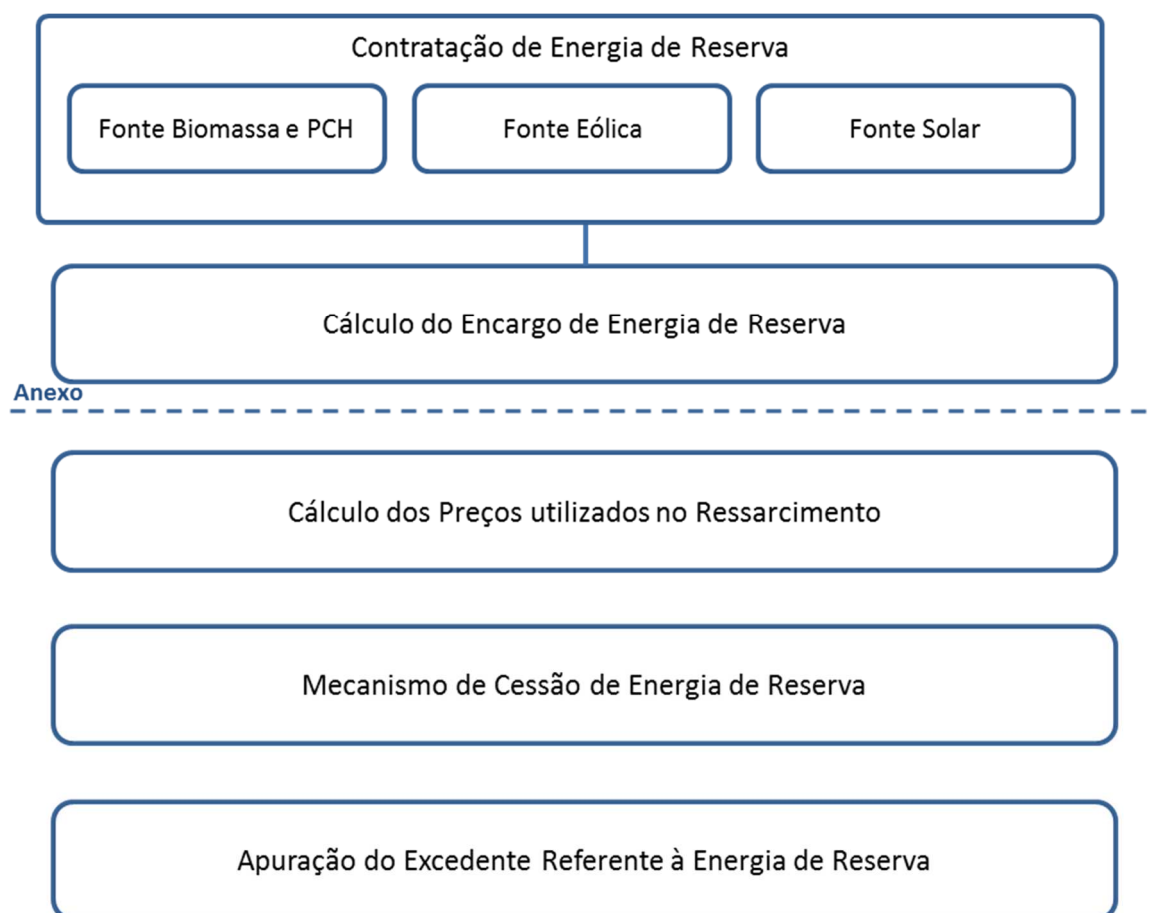 Contratação de Energia de Reserva
Fonte Biomassa e PCH
Fonte Eólica
Fonte Solar
Cálculo do Encargo de Energia de Reserva
Anexo
Cálculo dos Preços utilizados no Ressarcimento
Mecanismo de Cessão de Energia de Reserva
Apuração do Excedente Referente à Energia de Reserva